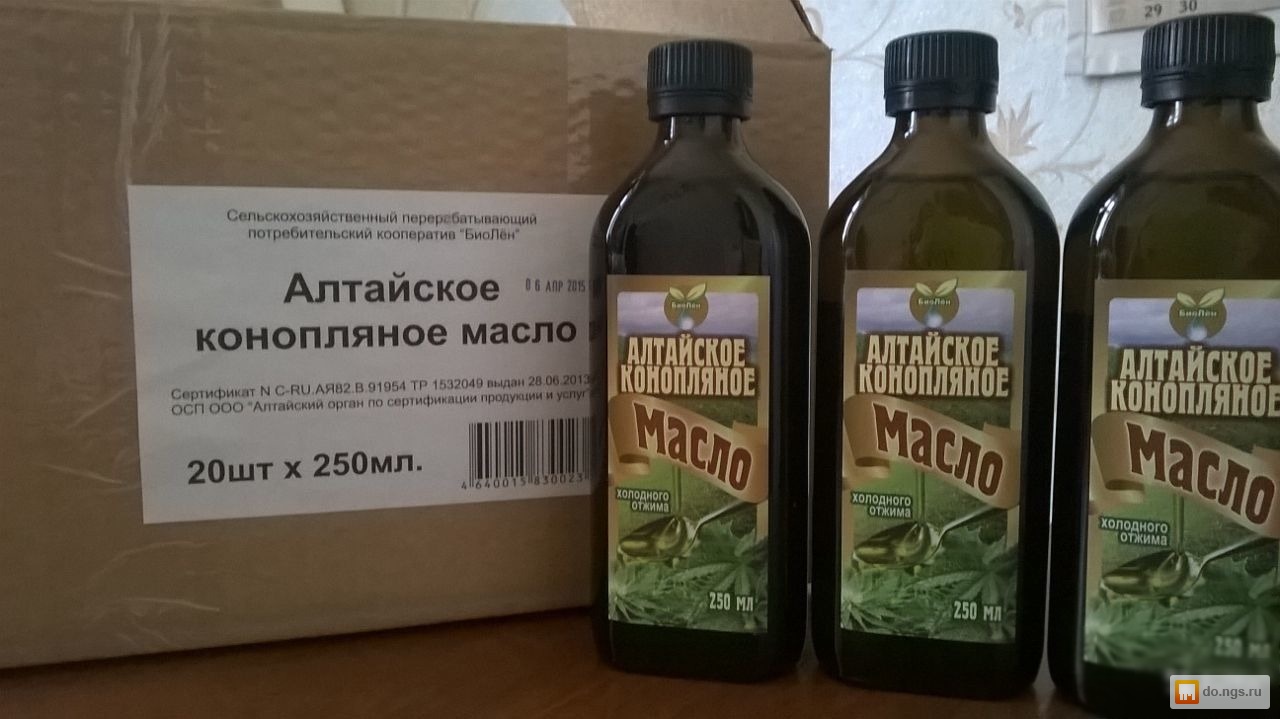 29 30
Сельскохозяйственный перерабатывающий
потребительский кооператив "БиоЛён"
Алтайское
06 АПР 2015
конопляное масло
Сертификат N C-RU.АЯ82.В.91954 ТР 1532049 выдан 28.06.2013
ОСП ООО "Алтайский орган по сертификации продукции и услуг"
20шт х 250мл.
4640015830023
БиоЛён
АЛТАЙСКОЕ
КОНОПЛЯНОЕ
Масло
холодного
отжима
250 мл
БиоЛён
АЛТАЙСКОЕ
КОНОПЛЯНОЕ
Масло
холодного
отжима
250 мл
БиоЛён
АЛТАЙСКОЕ
КОНОПЛЯНОЕ
Масло
холодного
отжима
250 мл
do.ngs.ru